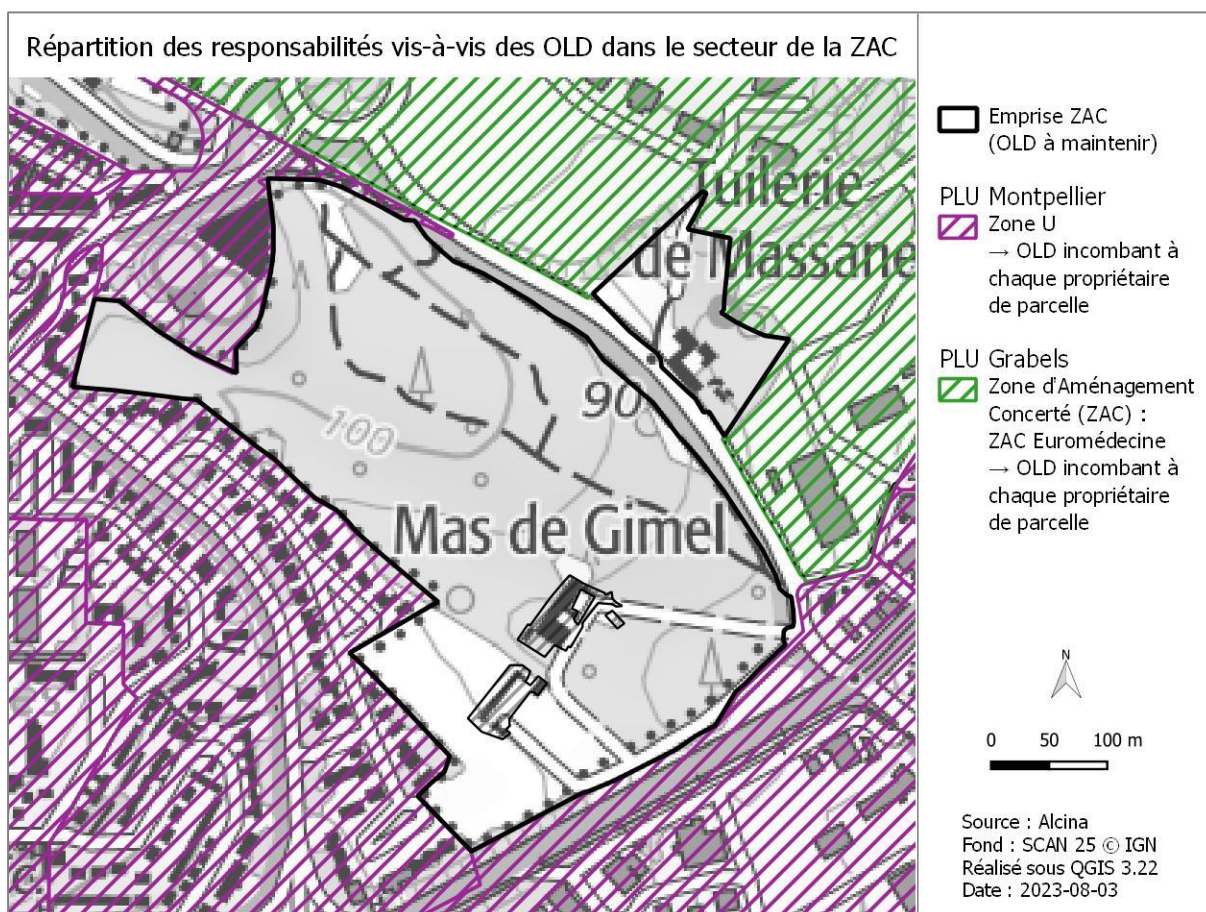 Répartition des responsabilités vis-à-vis des OLD dans le secteur de la ZAC
Tuilerie
de Massane
90
100
Mas de Gimel
Emprise ZAC
(OLD à maintenir)
PLU Montpellier
Zone U
→ OLD incombant à
chaque propriétaire
de parcelle
PLU Grabels
Zone d'Aménagement
Concerté (ZAC) :
ZAC Euromédecine
→ OLD incombant à
chaque propriétaire
de parcelle
N
0 50 100 m
Source : Alcina
Fond : SCAN 25 © IGN
Réalisé sous QGIS 3.22
Date : 2023-08-03